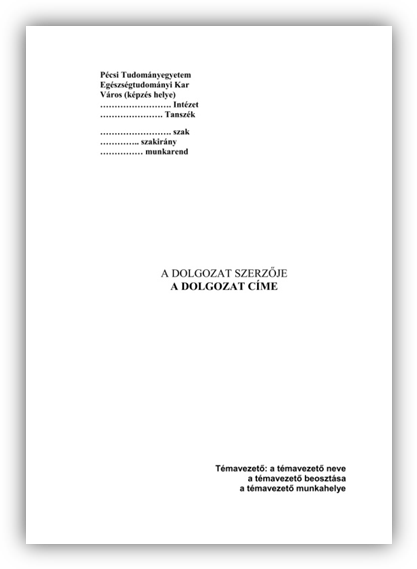 Pécsi Tudományegyetem
Egészségtudományi Kar
Város (képzés helye)
……………………. Intézet
…………………. Tanszék
……………………. szak
………….. szakirány
…………… munkarend
A DOLGOZAT SZERZŐJE
A DOLGOZAT CÍME
Témavezető: a témavezető neve
a témavezető beosztása
a témavezető munkahelye